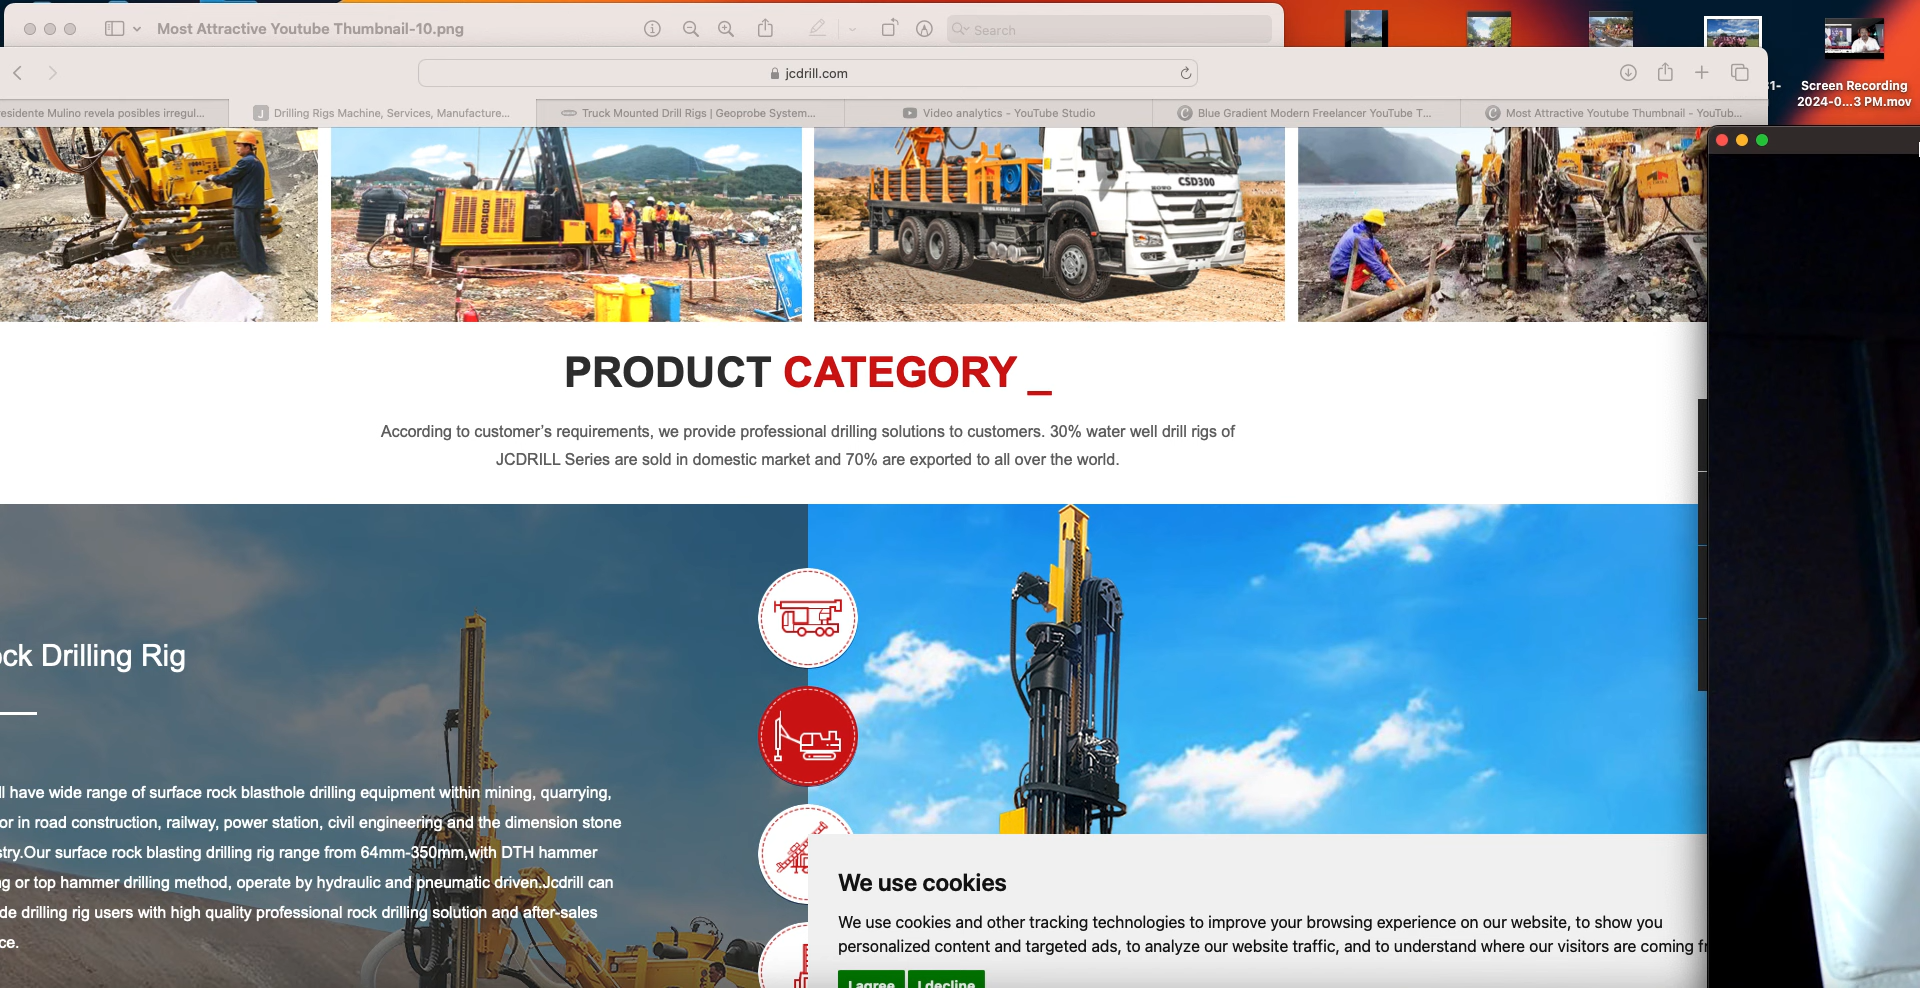 Most Attractive Youtube Thumbnail-10.png
Search
jcdrill.com
Screen Recording
2024-0...3 PM.mov
esidente Mulino revela posibles irregul...
Drilling Rigs Machine, Services, Manufacture...
Truck Mounted Drill Rigs | Geoprobe System...
Video analytics - YouTube Studio
Blue Gradient Modern Freelancer YouTube T...
Most Attractive Youtube Thumbnail - YouTub...
CSD300
PRODUCT CATEGORY _
According to customer's requirements, we provide professional drilling solutions to customers. 30% water well drill rigs of
JCDRILL Series are sold in domestic market and 70% are exported to all over the world.
ck Drilling Rig
ll have wide range of surface rock blasthole drilling equipment within mining, quarrying,
or in road construction, railway, power station, civil engineering and the dimension stone
stry.Our surface rock blasting drilling rig range from 64mm-350mm,with DTH hammer
g or top hammer drilling method, operate by hydraulic and pneumatic driven.Jcdrill can
de drilling rig users with high quality professional rock drilling solution and after-sales
ce.
We use cookies
We use cookies and other tracking technologies to improve your browsing experience on our website, to show you
personalized content and targeted ads, to analyze our website traffic, and to understand where our visitors are coming fr
I agree
I decline